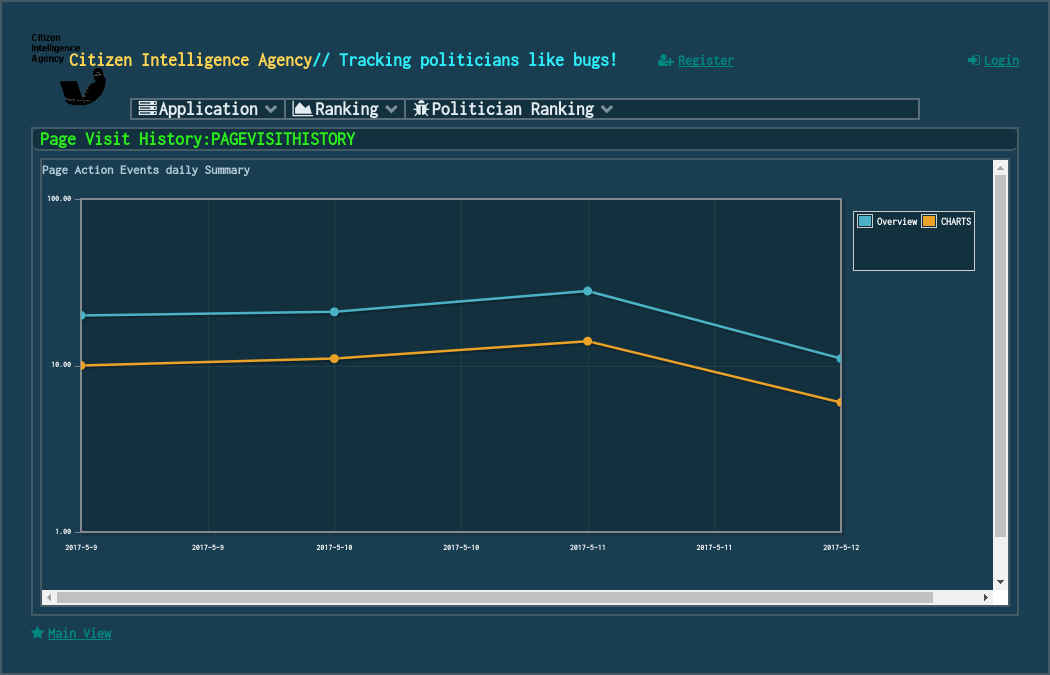 Citizen
Intelligence
Agency
Citizen Intelligence Agency// Tracking politicians like bugs!
Register
Login
Application
Ranking
Politician Ranking
Page Visit History:PAGEVISITHISTORY
Page Action Events daily Summary
100.00
10.00
1.00
2017-5-9
2017-5-9
2017-5-10
2017-5-10
2017-5-11
2017-5-11
2017-5-12
Overview
CHARTS
Main View